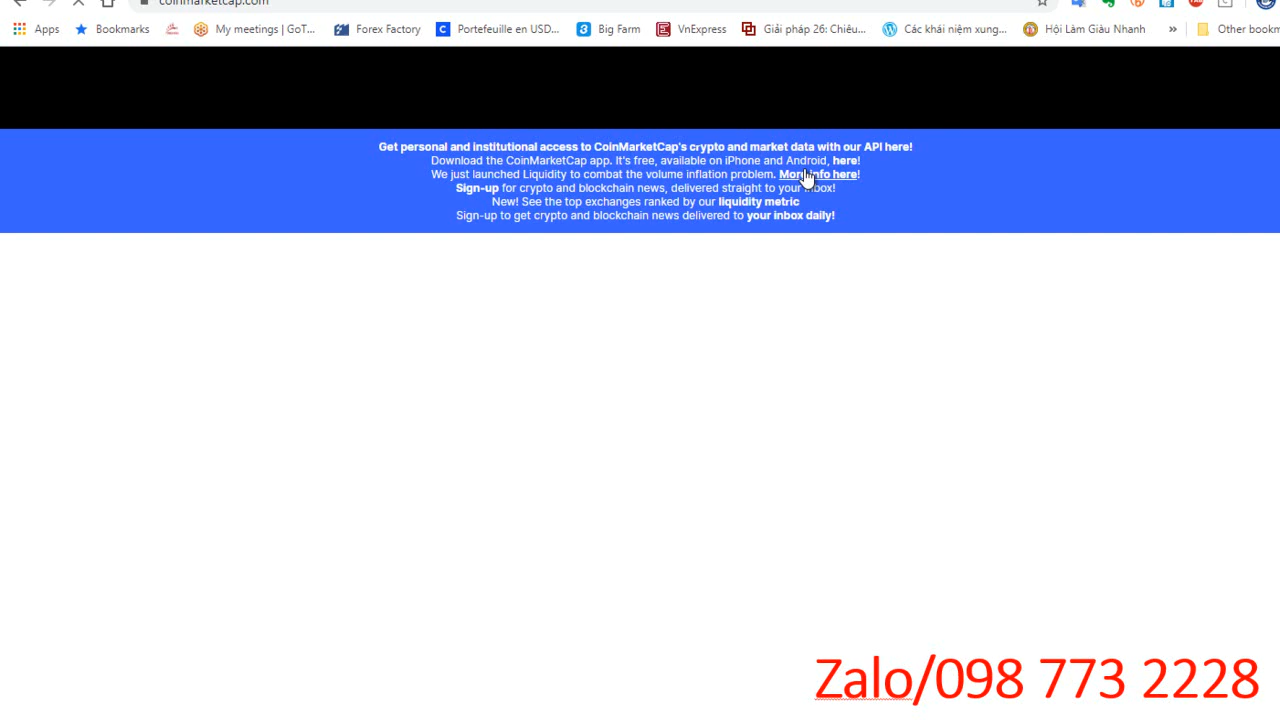 coinmarketcap.com
Apps Bookmarks My meetings | GoT... Forex Factory Portefeuille en USD... Big Farm VnExpress Giải pháp 26: Chiêu... Các khái niệm xung... Hội Làm Giàu Nhanh » Other bookm
Get personal and institutional access to CoinMarketCap's crypto and market data with our API here!
Download the CoinMarketCap app. It's free, available on iPhone and Android, here!
We just launched Liquidity to combat the volume inflation problem. More info here!
Sign-up for crypto and blockchain news, delivered straight to your inbox!
New! See the top exchanges ranked by our liquidity metric
Sign-up to get crypto and blockchain news delivered to your inbox daily!
Zalo/098 773 2228